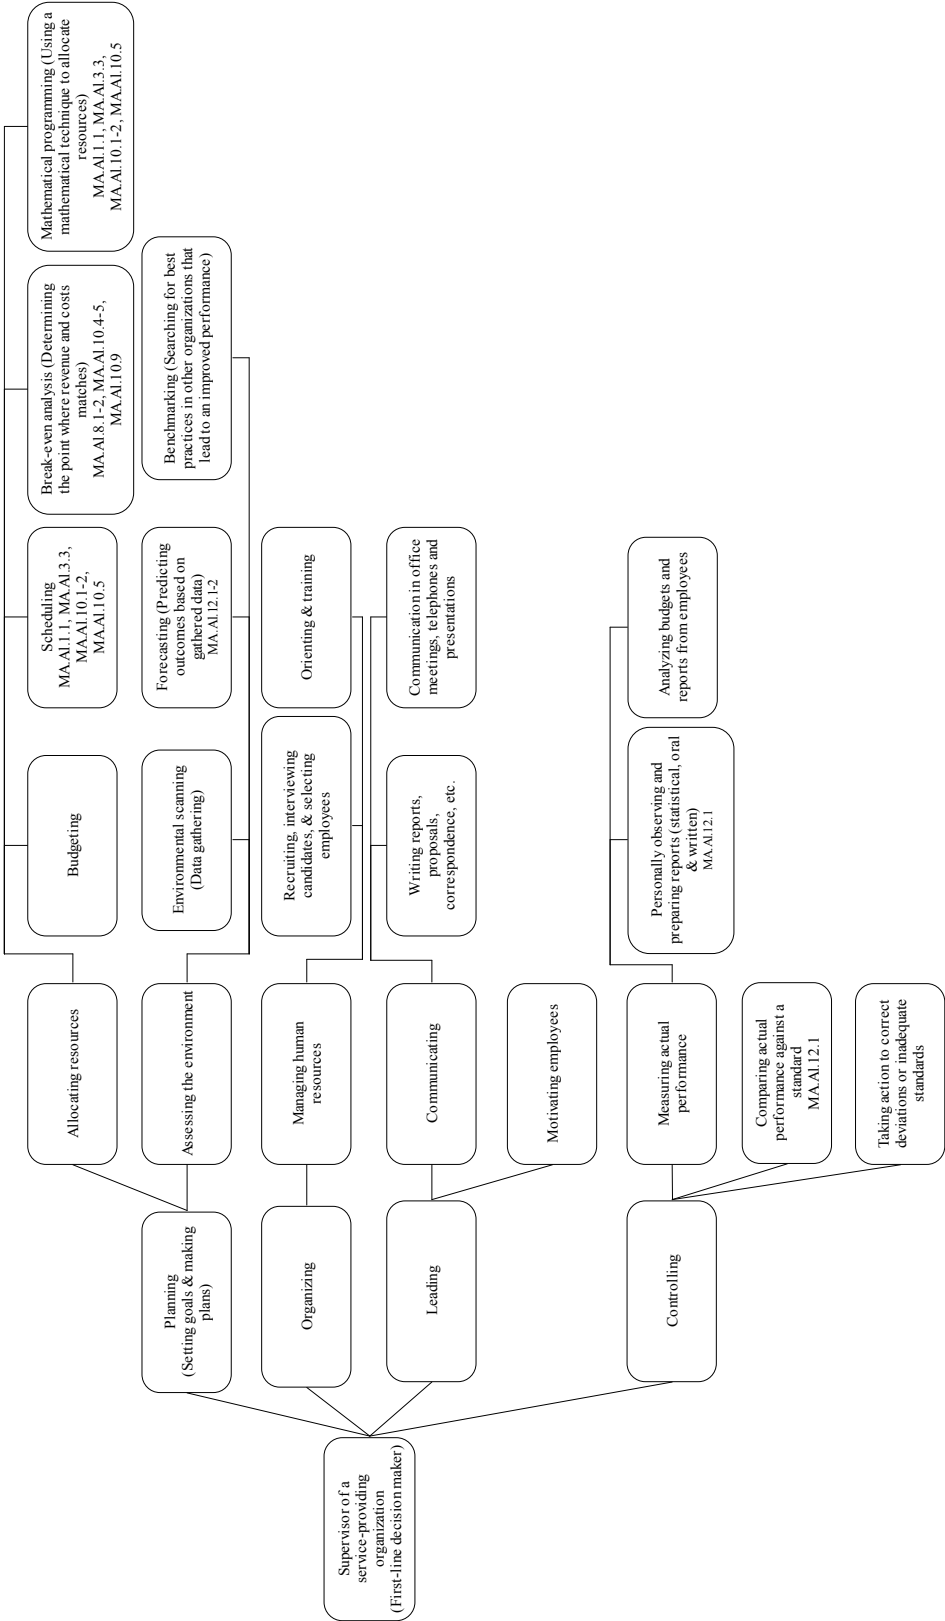 Supervisor of a
service-providing
organization
(First-line decision maker)
Planning
(Setting goals & making
plans)
Organizing
Leading
Controlling
Allocating resources
Assessing the environment
Managing human
resources
Communicating
Motivating employees
Measuring actual
performance
Comparing actual
performance against a
standard
MA.AI.12.1
Taking action to correct
deviations or inadequate
standards
Budgeting
Scheduling
MA.AI.1.1, MA.AI.3.3,
MA.AI.10.1-2,
MA.AI.10.5
Break-even analysis (Determining
the point where revenue and costs
matches)
MA.AI.8.1-2, MA.AI.10.4-5,
MA.AI.10.9
Mathematical programming (Using a
mathematical technique to allocate
resources)
MA.AI.1.1, MA.AI.3.3,
MA.AI.10.1-2, MA.AI.10.5
Environmental scanning
(Data gathering)
Forecasting (Predicting
outcomes based on
gathered data)
MA.AI.12.1-2
Benchmarking (Searching for best
practices in other organizations that
lead to an improved performance)
Recruiting, interviewing
candidates, & selecting
employees
Orienting & training
Writing reports,
proposals,
correspondence, etc.
Communication in office
meetings, telephones and
presentations
Personally observing and
preparing reports (statistical, oral
& written)
MA.AI.12.1
Analyzing budgets and
reports from employees